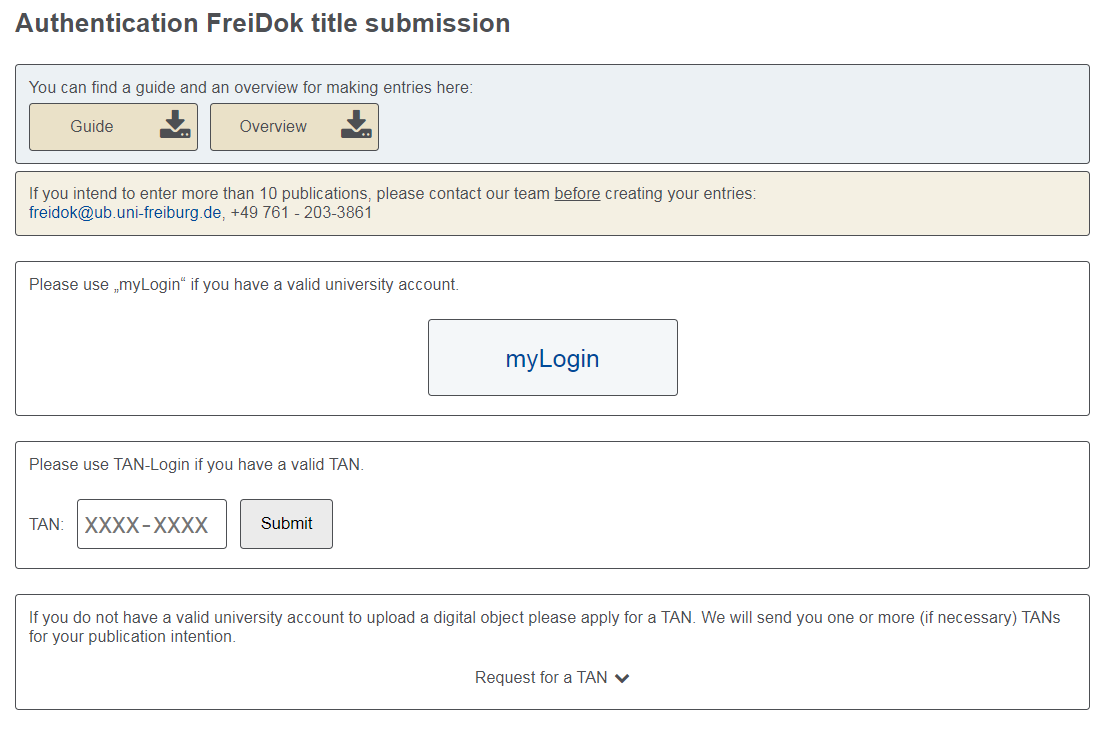 Authentication FreiDok title submission
You can find a guide and an overview for making entries here:
Guide
Overview
If you intend to enter more than 10 publications, please contact our team before creating your entries:
freidok@ub.uni-freiburg.de, +49 761 - 203-3861
Please use „myLogin“ if you have a valid university account.
myLogin
Please use TAN-Login if you have a valid TAN.
TAN: XXXX-XXXX Submit
If you do not have a valid university account to upload a digital object please apply for a TAN. We will send you one or more (if necessary) TANs
for your publication intention.
Request for a TAN